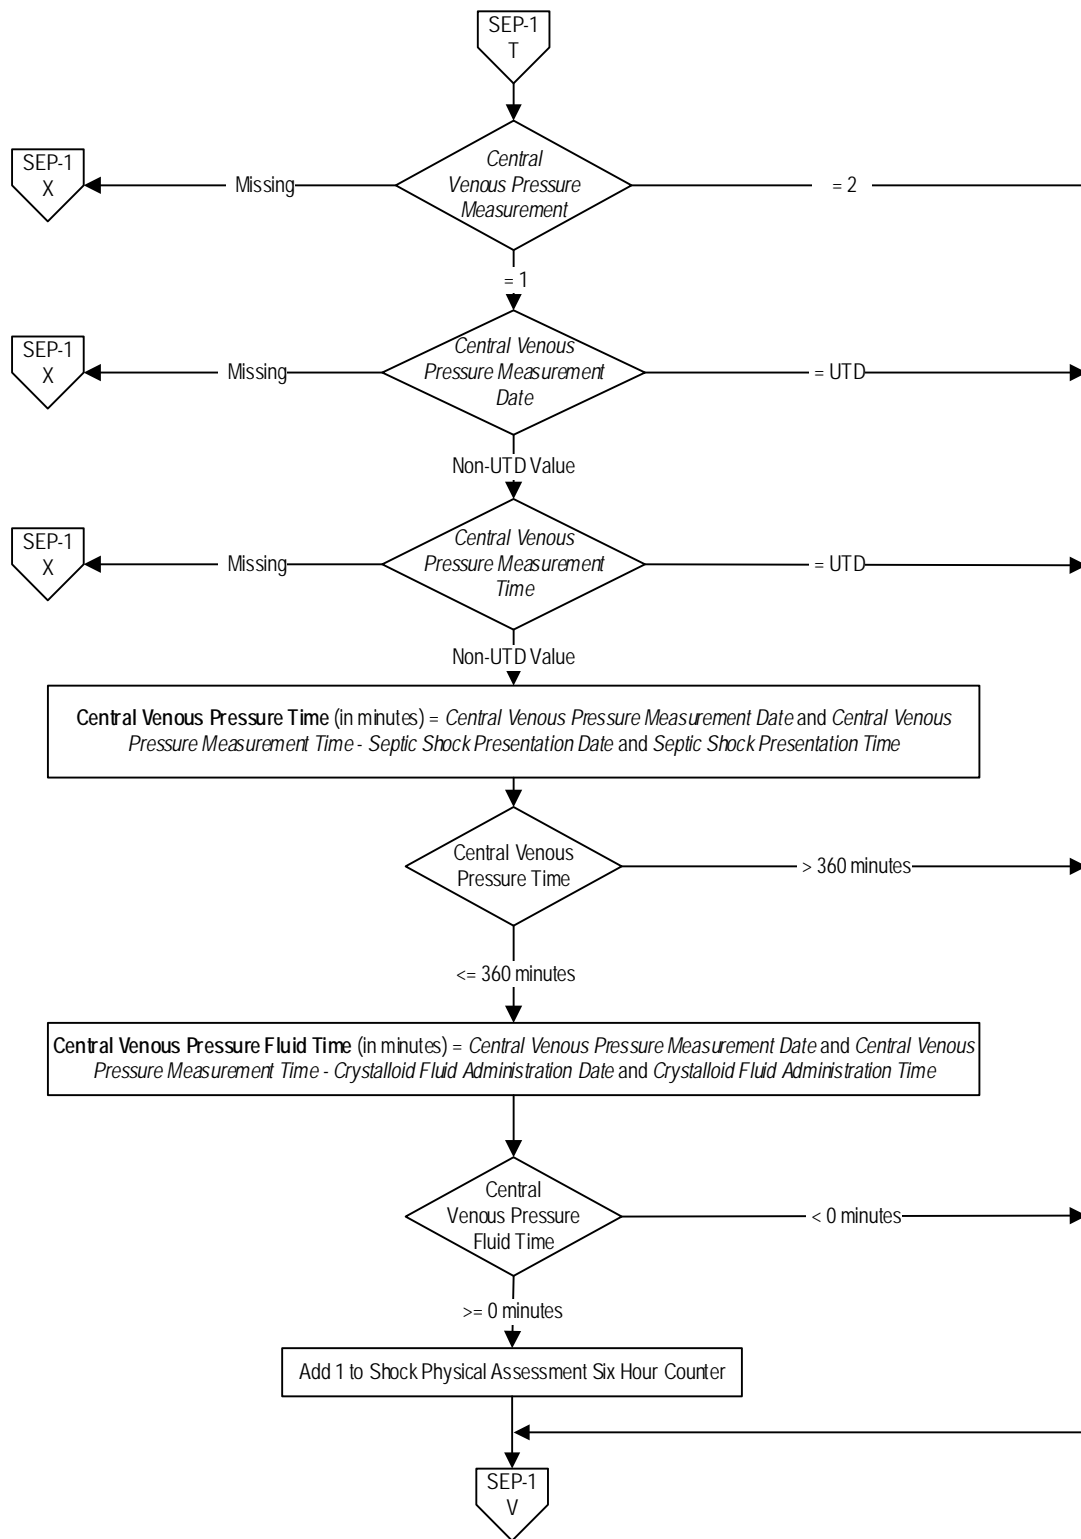 SEP-1
T
Central
Venous Pressure
Measurement
SEP-1
X
Missing
= 2
= 1
Central Venous
Pressure Measurement
Date
SEP-1
X
Missing
= UTD
Non-UTD Value
Central Venous
Pressure Measurement
Time
SEP-1
X
Missing
= UTD
Non-UTD Value
Central Venous Pressure Time (in minutes) = Central Venous Pressure Measurement Date and Central Venous
Pressure Measurement Time - Septic Shock Presentation Date and Septic Shock Presentation Time
Central Venous
Pressure Time
> 360 minutes
<= 360 minutes
Central Venous Pressure Fluid Time (in minutes) = Central Venous Pressure Measurement Date and Central Venous
Pressure Measurement Time - Crystalloid Fluid Administration Date and Crystalloid Fluid Administration Time
Central
Venous Pressure
Fluid Time
< 0 minutes
>= 0 minutes
Add 1 to Shock Physical Assessment Six Hour Counter
SEP-1
V